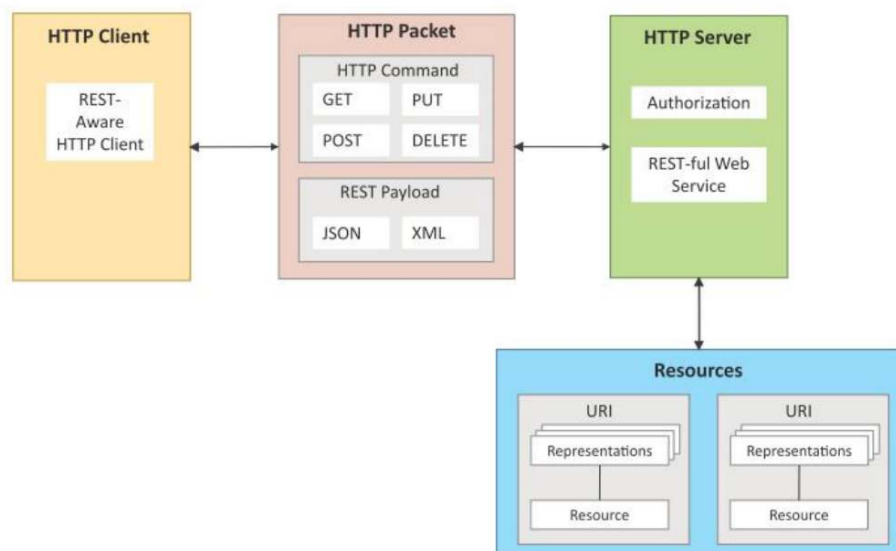 HTTP Client
REST-
Aware
HTTP Client
HTTP Packet
HTTP Command
GET
PUT
POST
DELETE
REST Payload
JSON
XML
HTTP Server
Authorization
REST-ful Web
Service
Resources
URI
Representations
Resource
URI
Representations
Resource